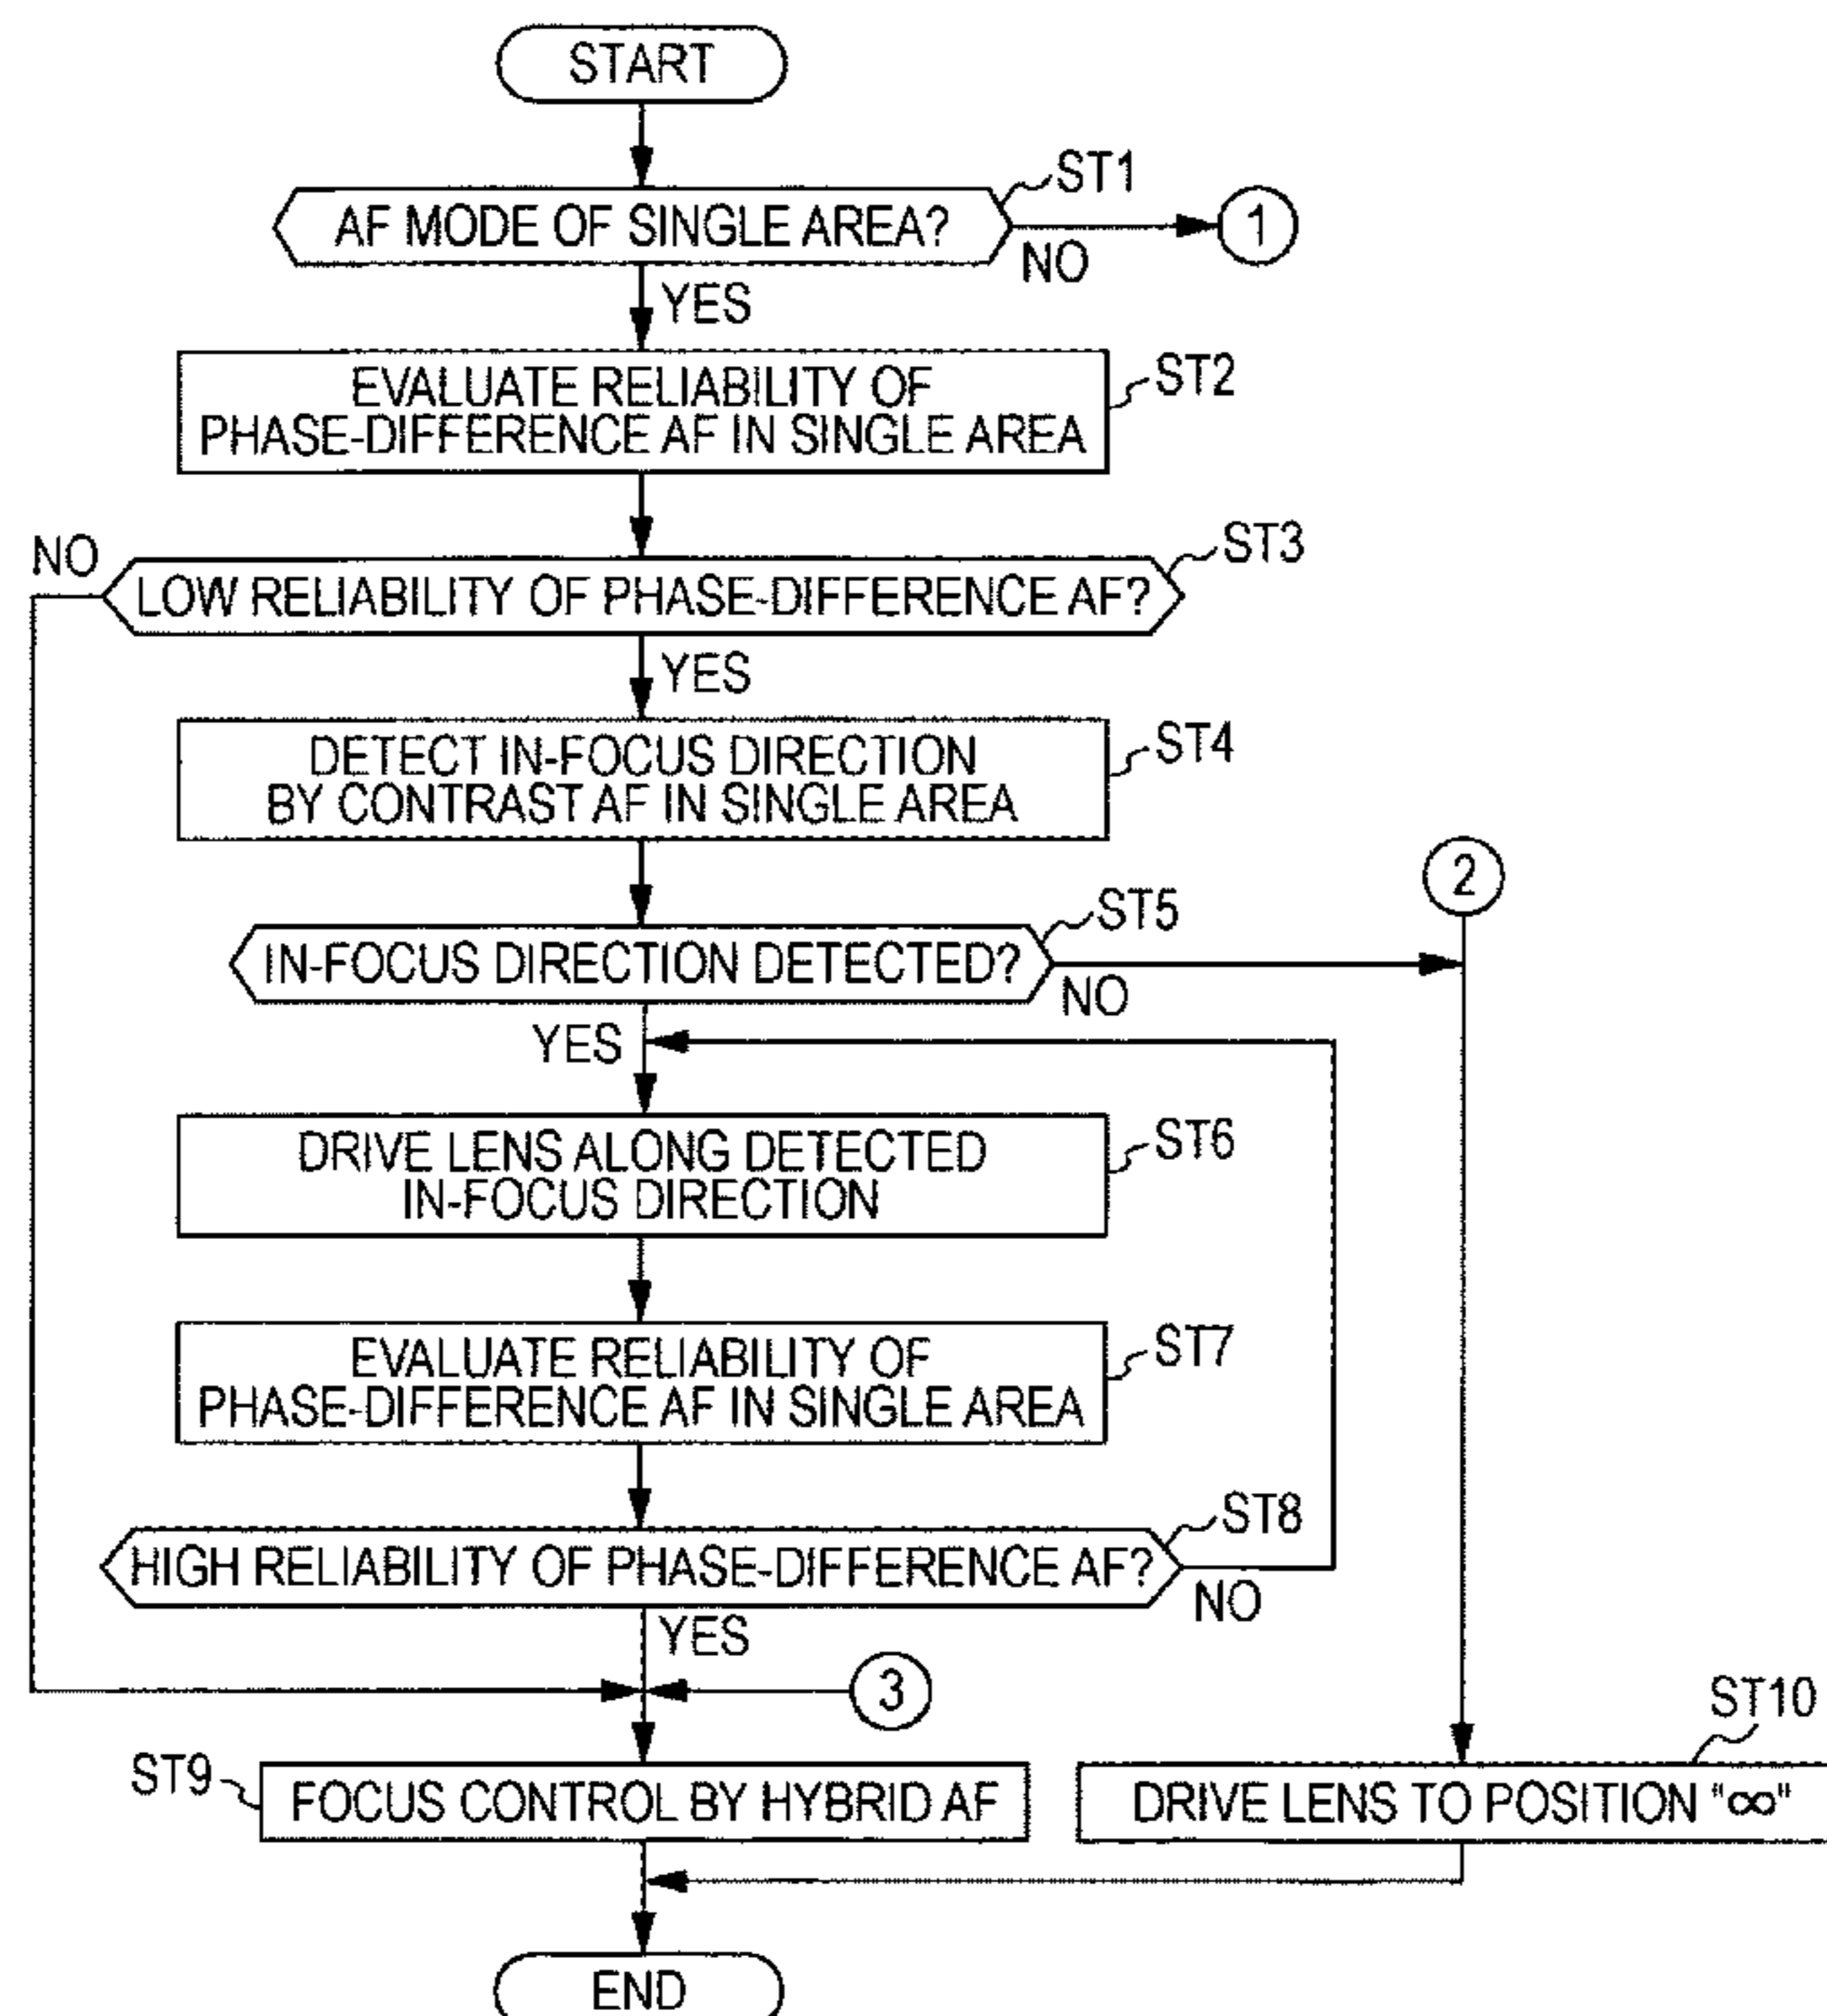 START
ST1
AF MODE OF SINGLE AREA?
1
NO
YES
EVALUATE RELIABILITY OF
PHASE-DIFFERENCE AF IN SINGLE AREA
ST2
NO
ST3
LOW RELIABILITY OF PHASE-DIFFERENCE AF?
YES
DETECT IN-FOCUS DIRECTION
BY CONTRAST AF IN SINGLE AREA
ST4
2
ST5
IN-FOCUS DIRECTION DETECTED?
NO
YES
DRIVE LENS ALONG DETECTED
IN-FOCUS DIRECTION
ST6
EVALUATE RELIABILITY OF
PHASE-DIFFERENCE AF IN SINGLE AREA
ST7
ST8
HIGH RELIABILITY OF PHASE-DIFFERENCE AF?
NO
YES
3
ST10
ST9
FOCUS CONTROL BY HYBRID AF
DRIVE LENS TO POSITION "∞"
END